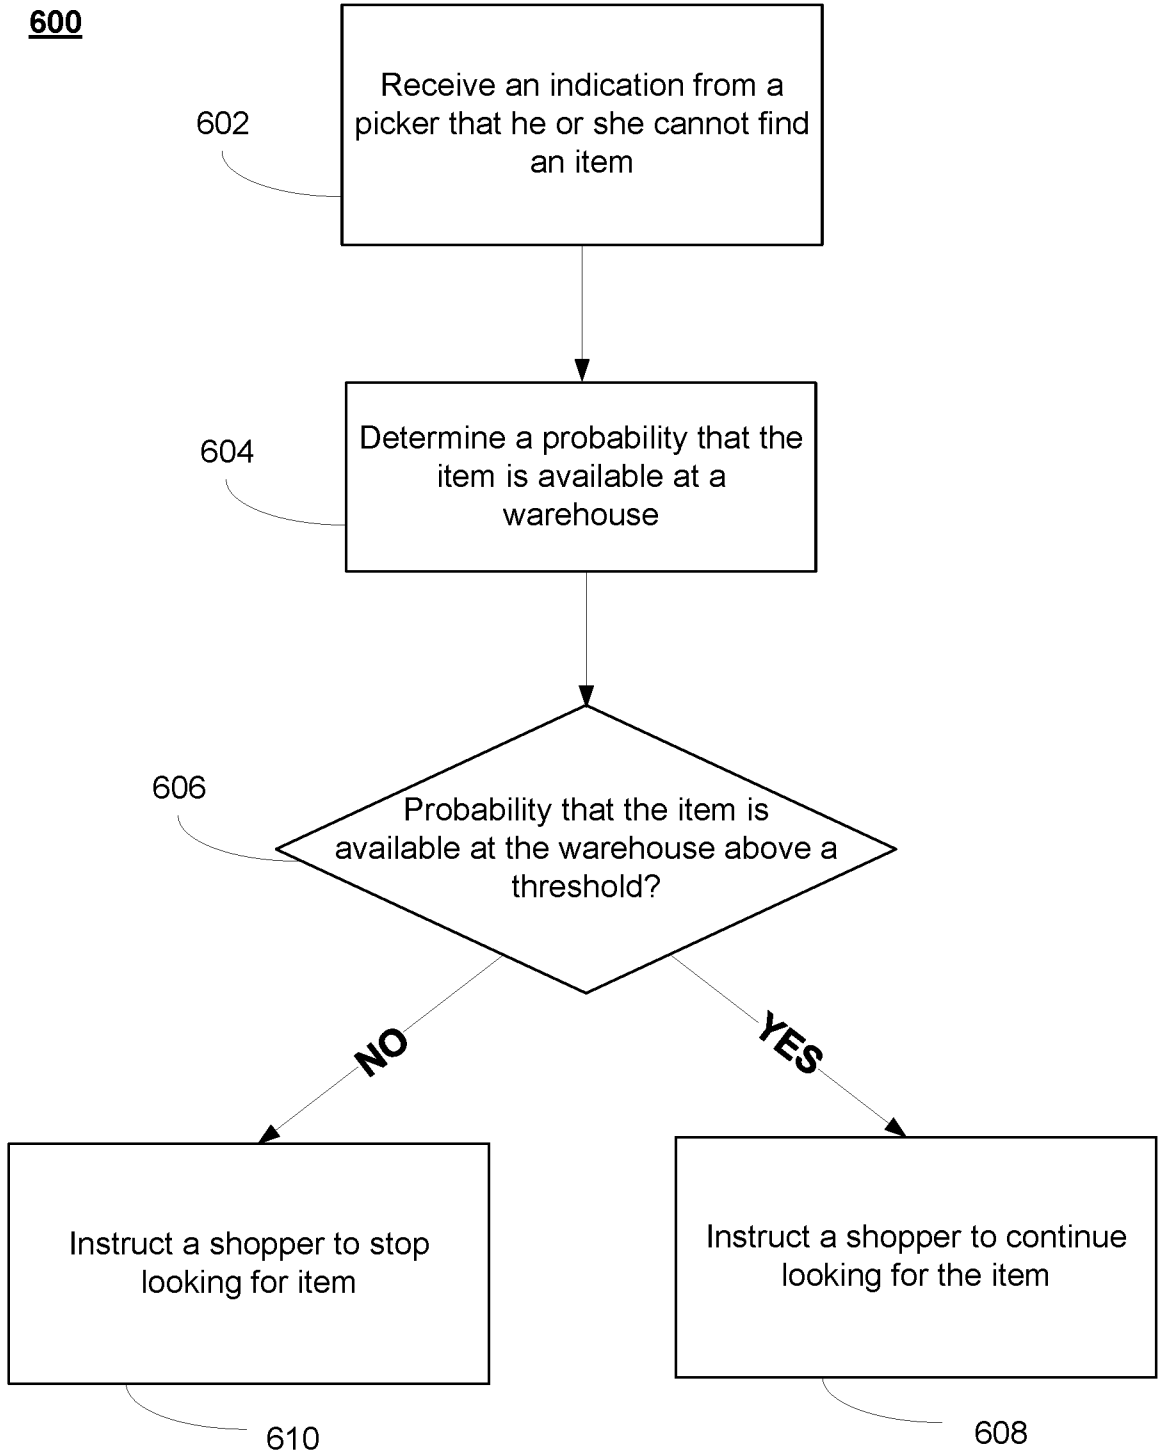 600
Receive an indication from a
picker that he or she cannot find
an item
602
Determine a probability that the
item is available at a
warehouse
604
606
Probability that the item is
available at the warehouse above a
threshold?
NO
YES
Instruct a shopper to stop
looking for item
Instruct a shopper to continue
looking for the item
610
608